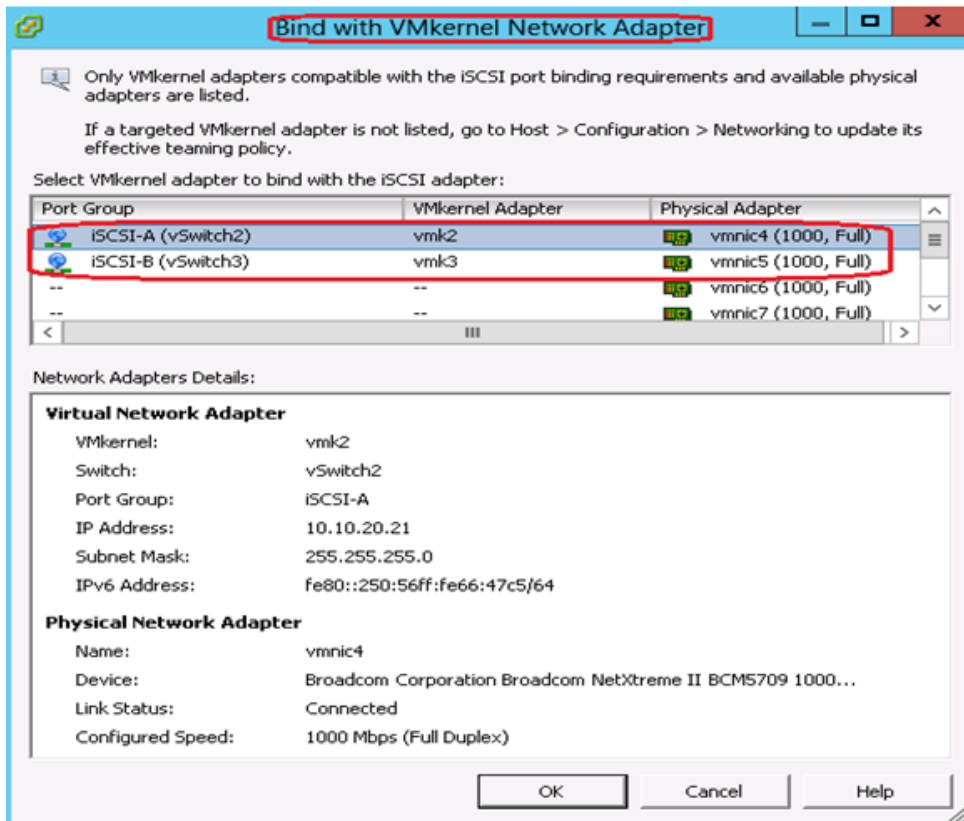 Bind with VMkernel Network Adapter
Only VMkernel adapters compatible with the iSCSI port binding requirements and available physical
adapters are listed.
If a targeted VMkernel adapter is not listed, go to Host > Configuration > Networking to update its
effective teaming policy.
Select VMkernel adapter to bind with the iSCSI adapter:
Port Group VMkernel Adapter Physical Adapter
iSCSI-A (vSwitch2) vmk2 vmnic4 (1000, Full)
iSCSI-B (vSwitch3) vmk3 vmnic5 (1000, Full)
-- -- vmnic6 (1000, Full)
-- -- vmnic7 (1000, Full)
Network Adapters Details:
Virtual Network Adapter
VMkernel: vmk2
Switch: vSwitch2
Port Group: iSCSI-A
IP Address: 10.10.20.21
Subnet Mask: 255.255.255.0
IPv6 Address: fe80::250:56ff:fe66:47c5/64
Physical Network Adapter
Name: vmnic4
Device: Broadcom Corporation Broadcom NetXtreme II BCM5709 1000...
Link Status: Connected
Configured Speed: 1000 Mbps (Full Duplex)
OK Cancel Help